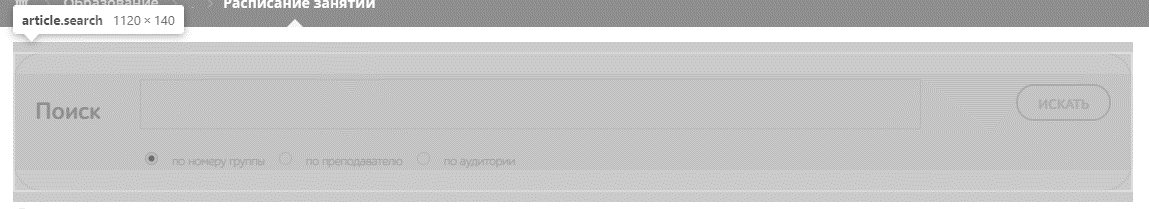 Образование Расписание занятий
article.search 1120 × 140
Поиск ИСКАТЬ
по номеру группы по преподавателю по аудитории